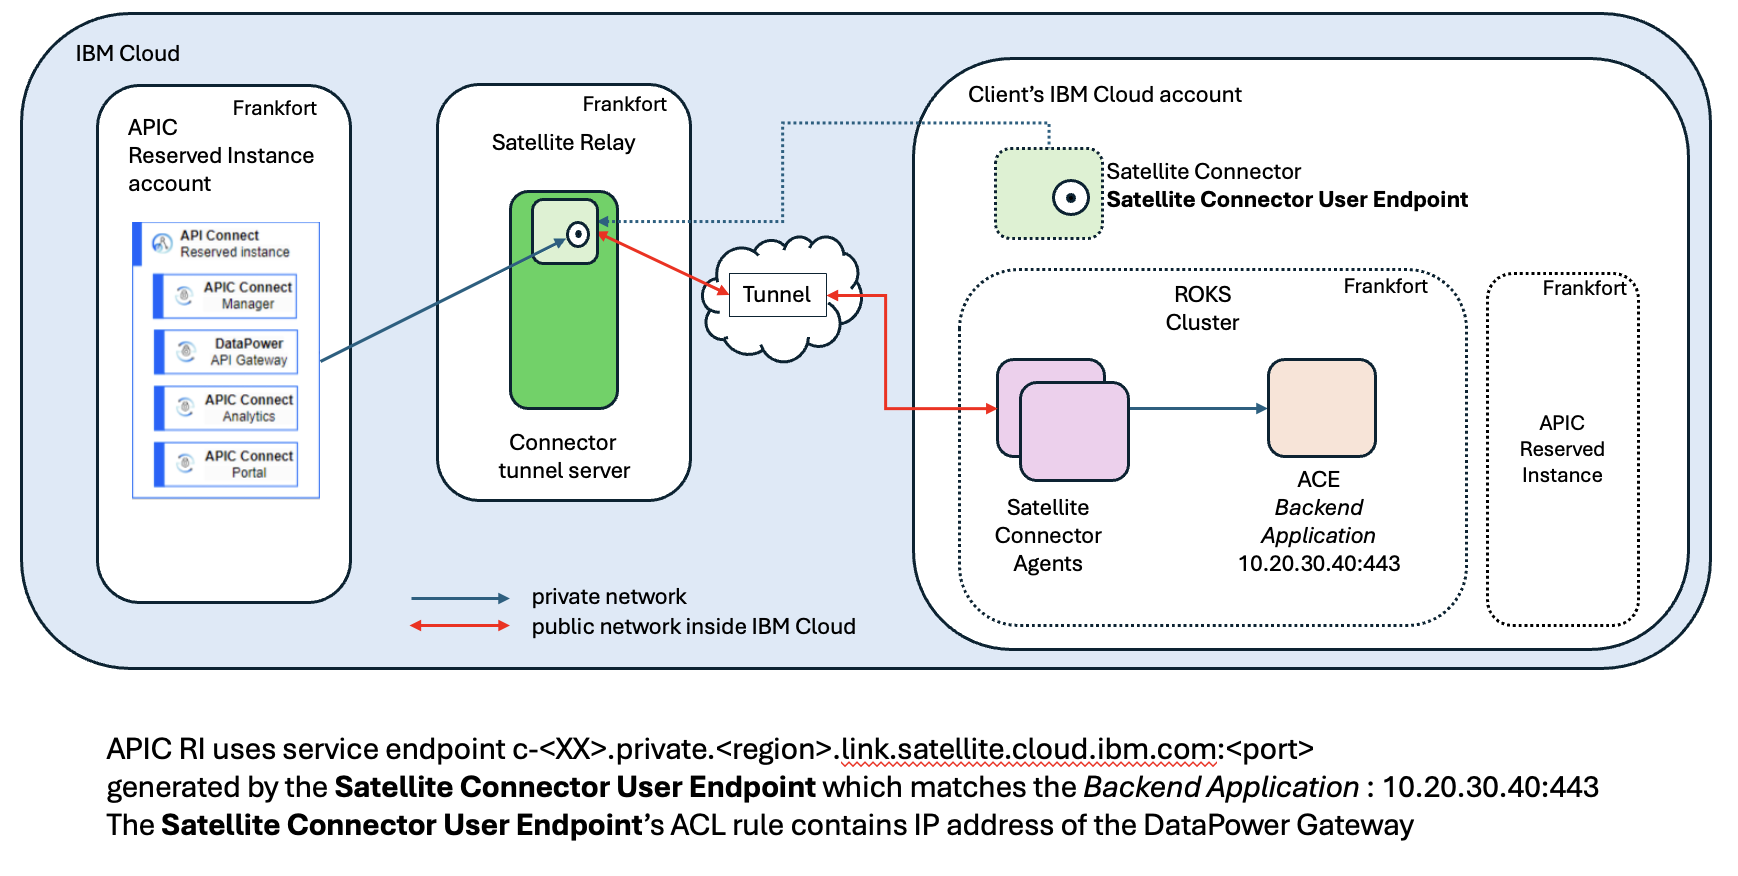 IBM Cloud
Frankfort
APIC
Reserved Instance
account
API Connect
Reserved instance
APIC Connect
Manager
DataPower
API Gateway
APIC Connect
Analytics
APIC Connect
Portal
Frankfort
Satellite Relay
Connector
tunnel server
Tunnel
private network
public network inside IBM Cloud
Client's IBM Cloud account
Satellite Connector
Satellite Connector User Endpoint
ROKS
Cluster
Frankfort
Satellite
Connector
Agents
ACE
Backend
Application
10.20.30.40:443
Frankfort
APIC
Reserved
Instance
APIC RI uses service endpoint c-<XX>.private.<region>.link.satellite.cloud.ibm.com:<port>
generated by the Satellite Connector User Endpoint which matches the Backend Application : 10.20.30.40:443
The Satellite Connector User Endpoint's ACL rule contains IP address of the DataPower Gateway